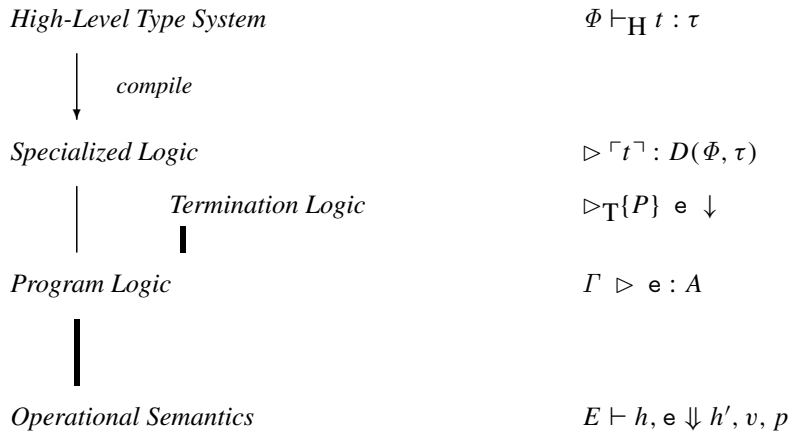 High-Level Type System Φ ⊢H t : τ
compile
Specialized Logic ▷ ⌜t⌝ : D(Φ, τ)
Termination Logic ▷T{P} e ↓
Program Logic Γ ▷ e : A
Operational Semantics E ⊢ h, e ⇓ h′, v, p